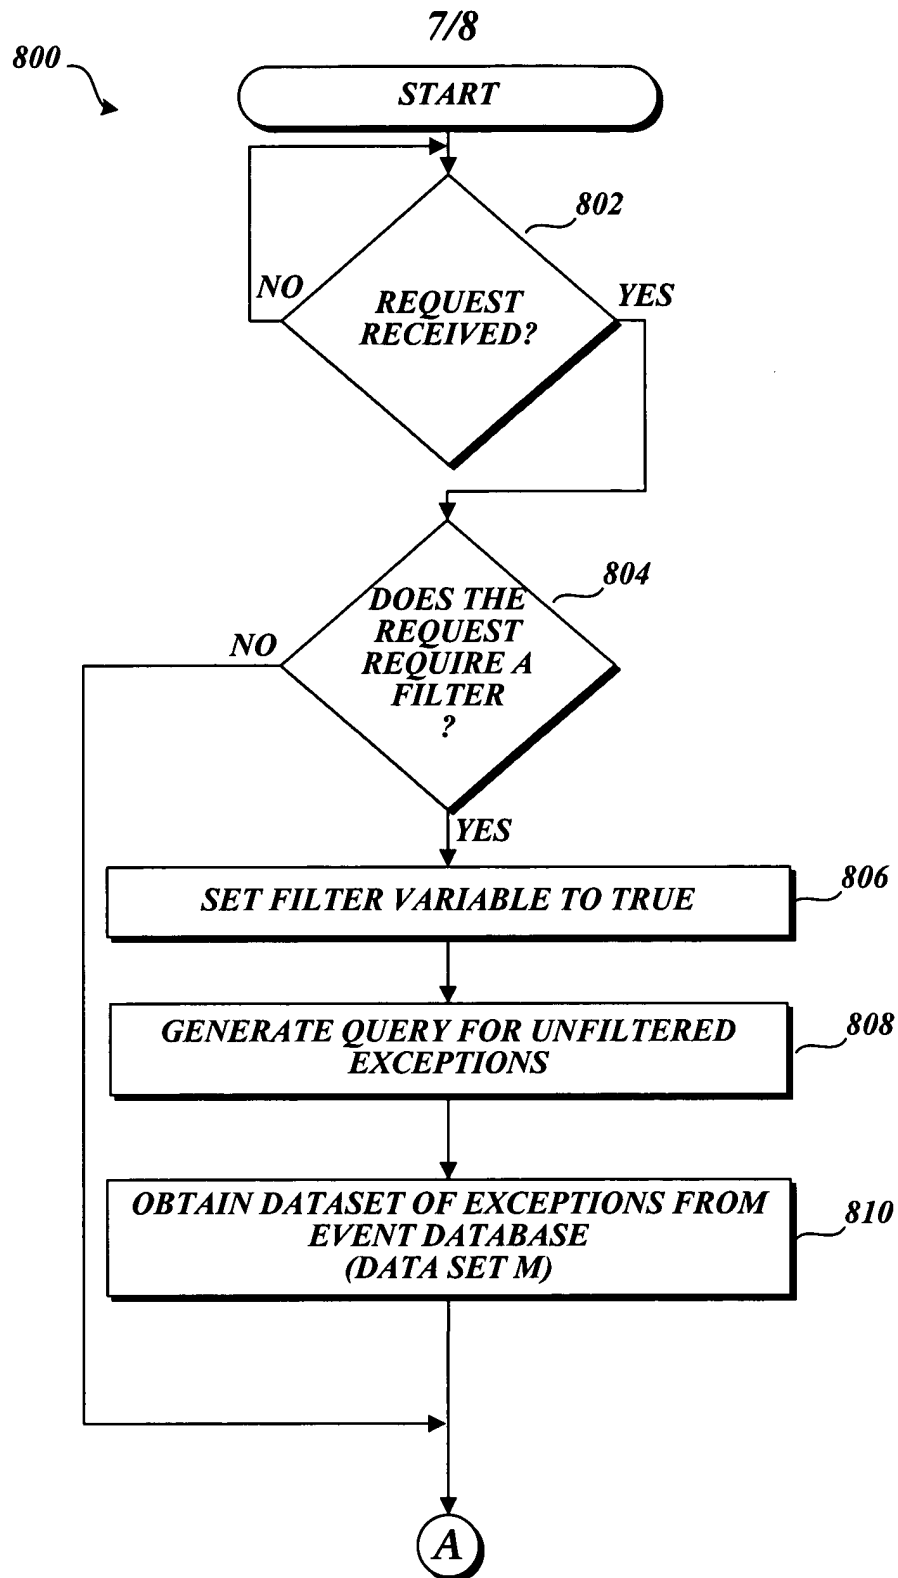 7/8
800
START
802
NO
YES
REQUEST
RECEIVED?
804
DOES THE
REQUEST
REQUIRE A
FILTER
?
NO
YES
806
SET FILTER VARIABLE TO TRUE
808
GENERATE QUERY FOR UNFILTERED
EXCEPTIONS
810
OBTAIN DATASET OF EXCEPTIONS FROM
EVENT DATABASE
(DATA SET M)
A